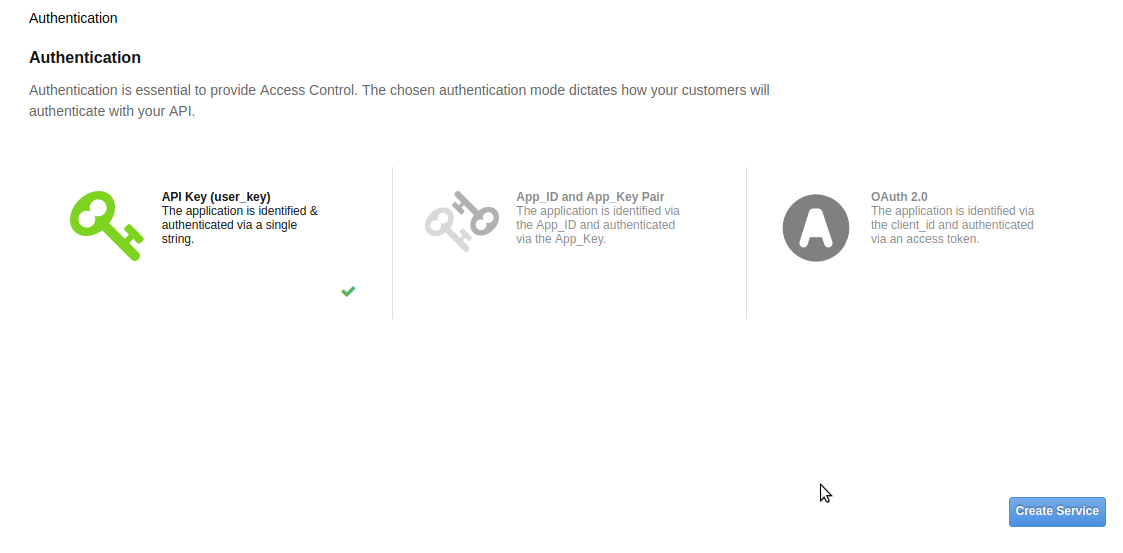 Authentication
Authentication
Authentication is essential to provide Access Control. The chosen authentication mode dictates how your customers will
authenticate with your API.
API Key (user_key)
The application is identified &
authenticated via a single
string.
App_ID and App_Key Pair
The application is identified via
the App_ID and authenticated
via the App_Key.
OAuth 2.0
The application is identified via
the client_id and authenticated
via an access token.
Create Service